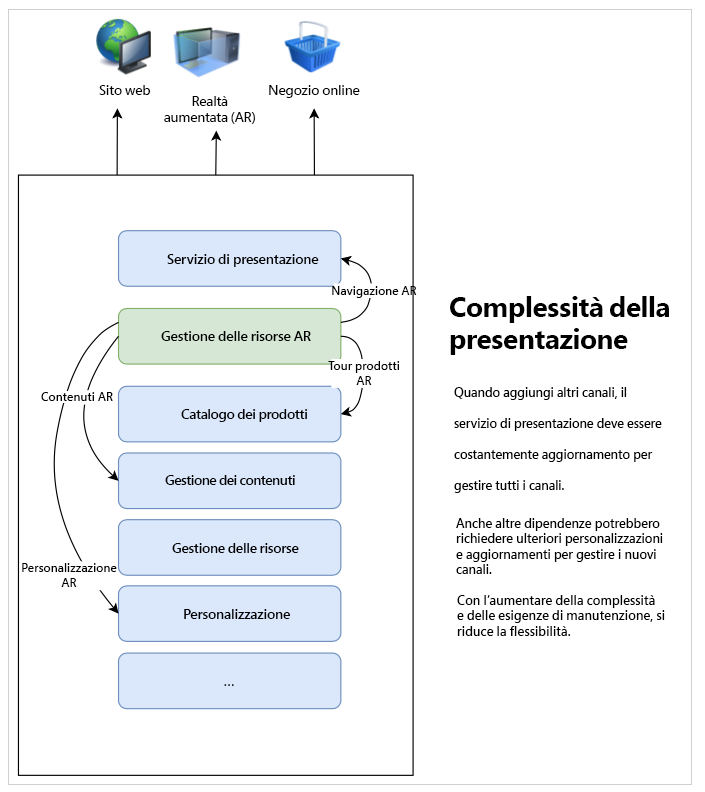 Sito web
Realtà
aumentata (AR)
Negozio online
Servizio di presentazione
Navigazione AR
Gestione delle risorse AR
Tour prodotti
AR
Contenuti AR
Catalogo dei prodotti
Gestione dei contenuti
Gestione delle risorse
Personalizzazione
AR
Personalizzazione
...
Complessità della
presentazione
Quando aggiungi altri canali, il
servizio di presentazione deve essere
costantemente aggiornamento per
gestire tutti i canali.
Anche altre dipendenze potrebbero
richiedere ulteriori personalizzazioni
e aggiornamenti per gestire i nuovi
canali.
Con l’aumentare della complessità
e delle esigenze di manutenzione, si
riduce la flessibilità.